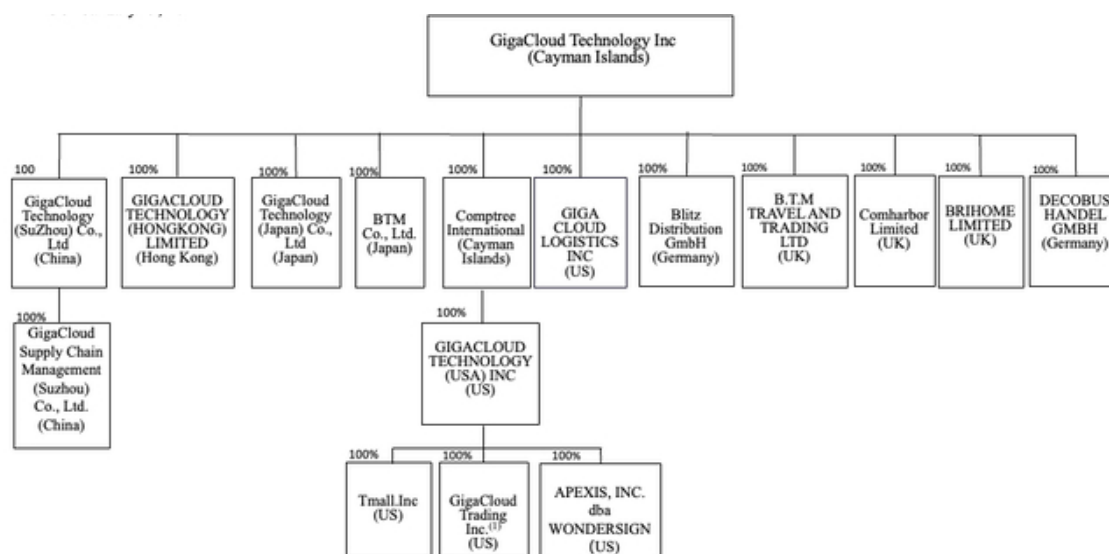 GigaCloud Technology Inc
(Cayman Islands)
100
GigaCloud
Technology
(SuZhou) Co.,
Ltd
(China)
100%
GIGACLOUD
TECHNOLOGY
(HONGKONG)
LIMITED
(Hong Kong)
100%
GigaCloud
Technology
(Japan) Co.,
Ltd
(Japan)
100%
BTM
Co., Ltd.
(Japan)
100%
Comptree
International
(Cayman
Islands)
100%
GIGA
CLOUD
LOGISTICS
INC
(US)
100%
Blitz
Distribution
GmbH
(Germany)
100%
B.T.M
TRAVEL AND
TRADING
LTD
(UK)
100%
Comharbor
Limited
(UK)
100%
BRIHOME
LIMITED
(UK)
100%
DECOBUS
HANDEL
GMBH
(Germany)
100%
GigaCloud
Supply Chain
Management
(Suzhou)
Co., Ltd.
(China)
100%
GIGACLOUD
TECHNOLOGY
(USA) INC
(US)
100%
Tmall.Inc
(US)
100%
GigaCloud
Trading
Inc.(1)
(US)
100%
APEXIS, INC.
dba
WONDERSIGN
(US)